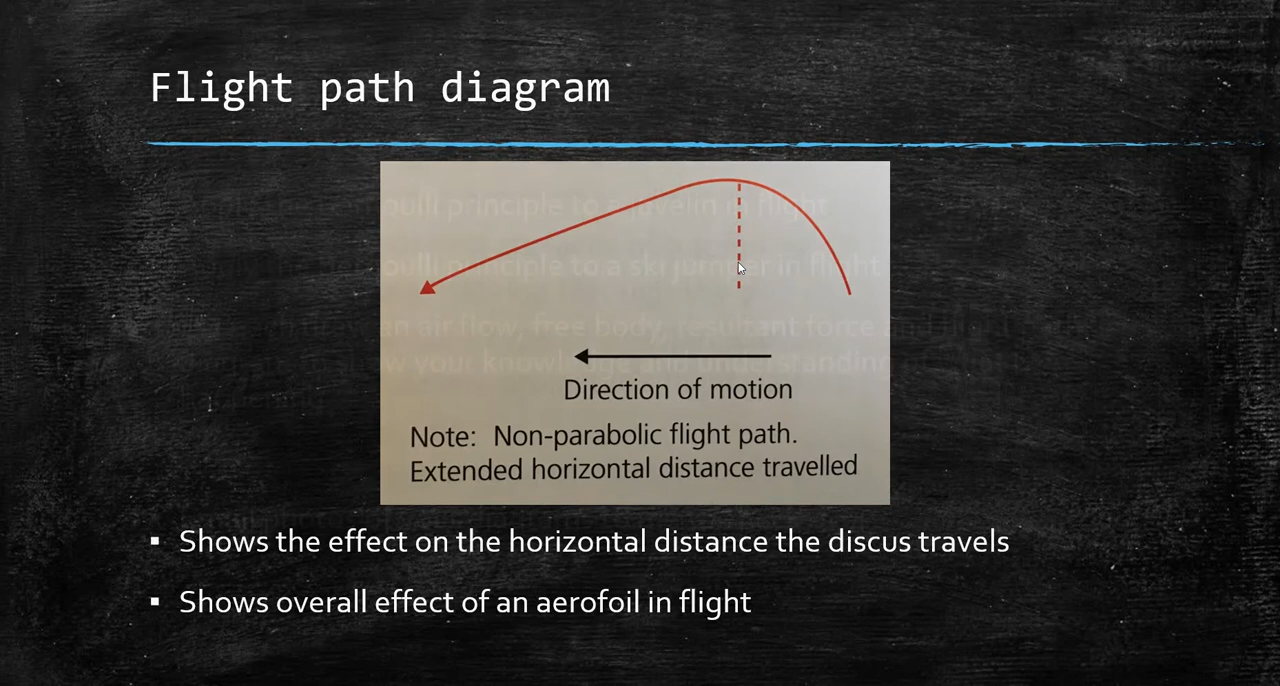 Flight path diagram
Direction of motion
Note: Non-parabolic flight path.
Extended horizontal distance travelled
▪ Shows the effect on the horizontal distance the discus travels
▪ Shows overall effect of an aerofoil in flight